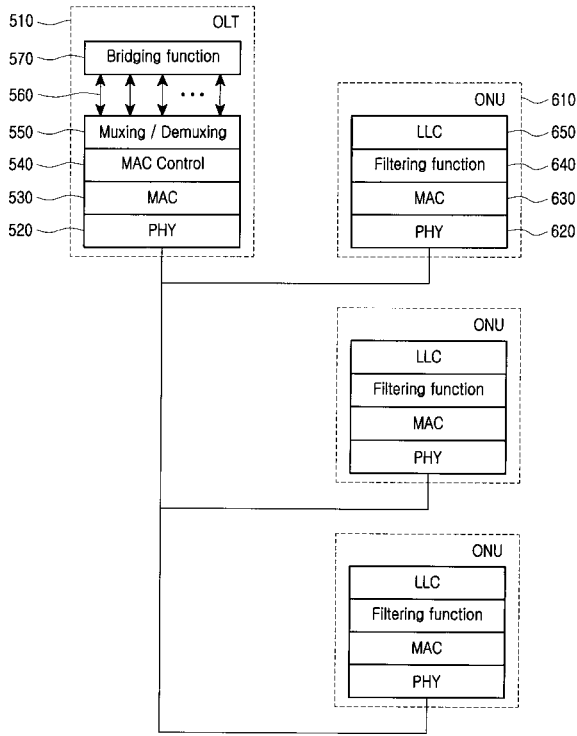 510
OLT
570
Bridging function
560
550
Muxing / Demuxing
540
MAC Control
530
MAC
520
PHY
ONU
610
LLC
650
Filtering function
640
MAC
630
PHY
620
ONU
LLC
Filtering function
MAC
PHY
ONU
LLC
Filtering function
MAC
PHY